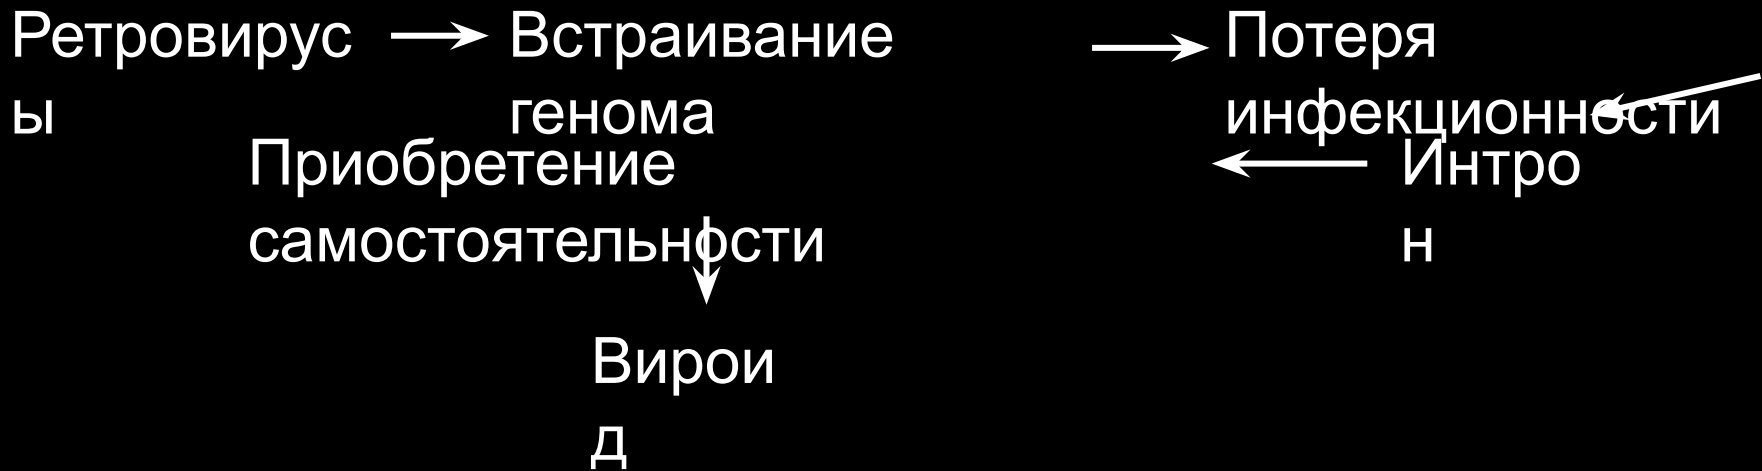 Ретровирус
ы
Встраивание
генома
Потеря
инфекционности
Приобретение
самостоятельности
Интро
н
Вирои
д